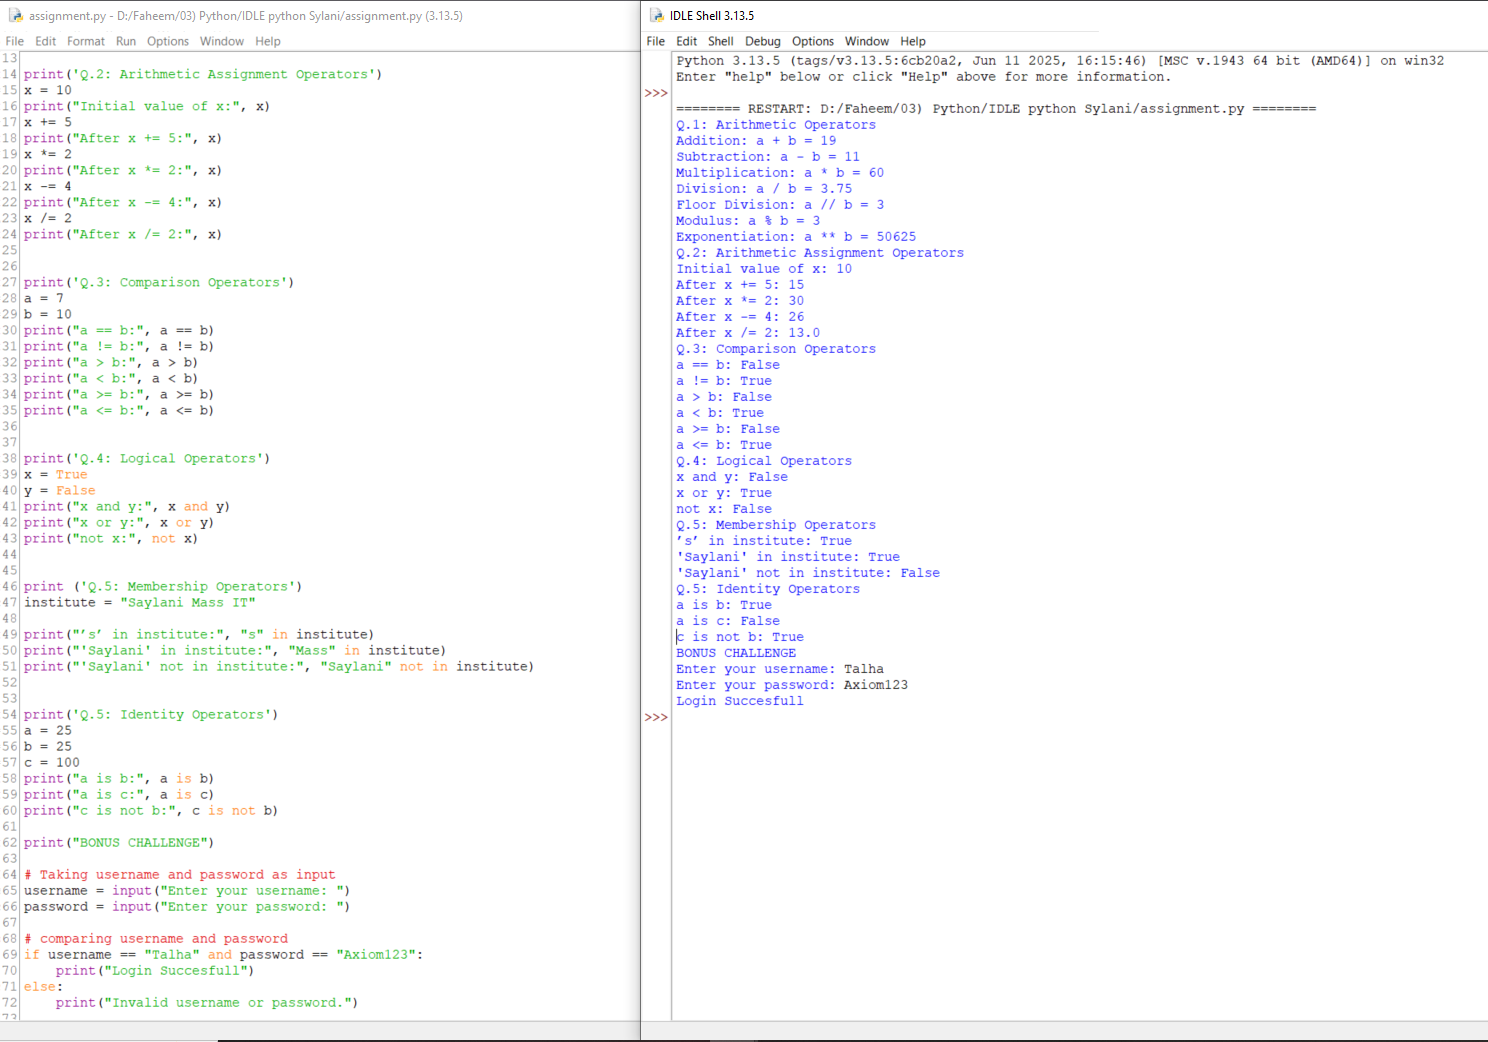 assignment.py - D:/Faheem/03) Python/IDLE python Sylani/assignment.py (3.13.5)
File Edit Format Run Options Window Help
13
14 print('Q.2: Arithmetic Assignment Operators')
15 x = 10
16 print("Initial value of x:", x)
17 x += 5
18 print("After x += 5:", x)
19 x *= 2
20 print("After x *= 2:", x)
21 x -= 4
22 print("After x -= 4:", x)
23 x /= 2
24 print("After x /= 2:", x)
25
26
27 print('Q.3: Comparison Operators')
28 a = 7
29 b = 10
30 print("a == b:", a == b)
31 print("a != b:", a != b)
32 print("a > b:", a > b)
33 print("a < b:", a < b)
34 print("a >= b:", a >= b)
35 print("a <= b:", a <= b)
36
37
38 print('Q.4: Logical Operators')
39 x = True
40 y = False
41 print("x and y:", x and y)
42 print("x or y:", x or y)
43 print("not x:", not x)
44
45
46 print ('Q.5: Membership Operators')
47 institute = "Saylani Mass IT"
48
49 print("’s’ in institute:", "s" in institute)
50 print("'Saylani' in institute:", "Mass" in institute)
51 print("'Saylani' not in institute:", "Saylani" not in institute)
52
53
54 print('Q.5: Identity Operators')
55 a = 25
56 b = 25
57 c = 100
58 print("a is b:", a is b)
59 print("a is c:", a is c)
60 print("c is not b:", c is not b)
61
62 print("BONUS CHALLENGE")
63
64 # Taking username and password as input
65 username = input("Enter your username: ")
66 password = input("Enter your password: ")
67
68 # comparing username and password
69 if username == "Talha" and password == "Axiom123":
70     print("Login Succesfull")
71 else:
72     print("Invalid username or password.")
73
IDLE Shell 3.13.5
File Edit Shell Debug Options Window Help
Python 3.13.5 (tags/v3.13.5:6cb20a2, Jun 11 2025, 16:15:46) [MSC v.1943 64 bit (AMD64)] on win32
Enter "help" below or click "Help" above for more information.
>>>
======== RESTART: D:/Faheem/03) Python/IDLE python Sylani/assignment.py ========
Q.1: Arithmetic Operators
Addition: a + b = 19
Subtraction: a - b = 11
Multiplication: a * b = 60
Division: a / b = 3.75
Floor Division: a // b = 3
Modulus: a % b = 3
Exponentiation: a ** b = 50625
Q.2: Arithmetic Assignment Operators
Initial value of x: 10
After x += 5: 15
After x *= 2: 30
After x -= 4: 26
After x /= 2: 13.0
Q.3: Comparison Operators
a == b: False
a != b: True
a > b: False
a < b: True
a >= b: False
a <= b: True
Q.4: Logical Operators
x and y: False
x or y: True
not x: False
Q.5: Membership Operators
’s’ in institute: True
'Saylani' in institute: True
'Saylani' not in institute: False
Q.5: Identity Operators
a is b: True
a is c: False
c is not b: True
BONUS CHALLENGE
Enter your username: Talha
Enter your password: Axiom123
Login Succesfull
>>>